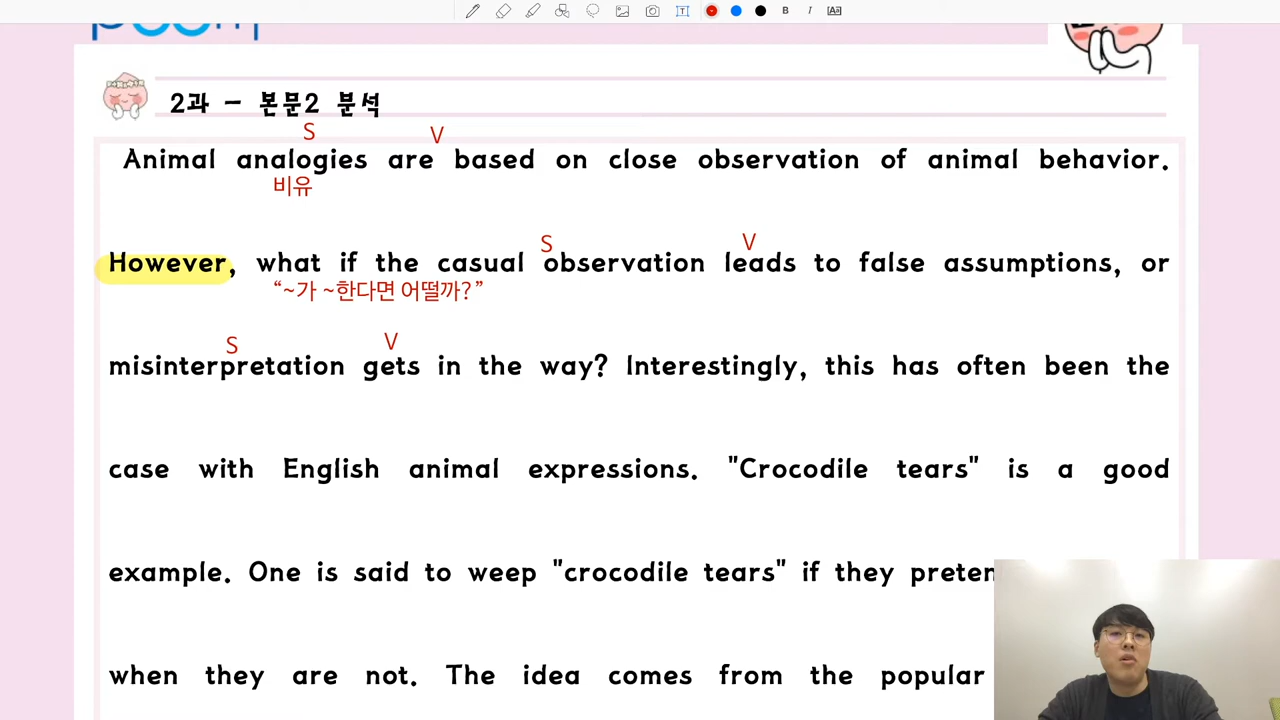 2과 - 본문2 분석
S V
Animal analogies are based on close observation of animal behavior.
비유
S V
However, what if the casual observation leads to false assumptions, or
"~가 ~한다면 어떨까?"
S V
misinterpretation gets in the way? Interestingly, this has often been the
case with English animal expressions. "Crocodile tears" is a good
example. One is said to weep "crocodile tears" if they
when they are not. The idea comes from the popular